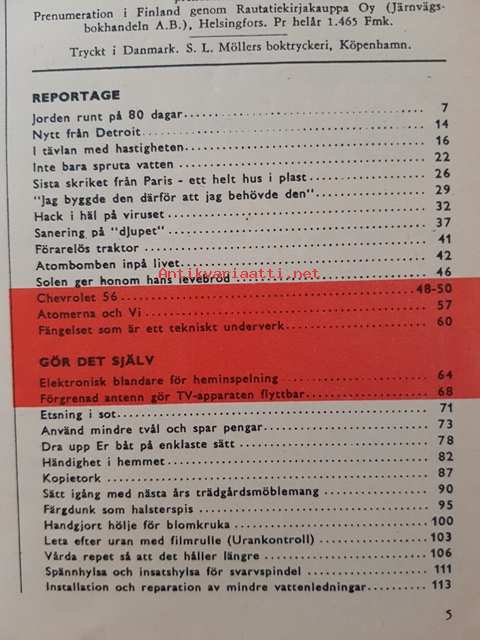 Prenumeration i Finland genom Rautatiekirjakauppa Oy (Järnvägs-
bokhandeln A.B.), Helsingfors. Pr helår 1.465 Fmk.
Tryckt i Danmark. S. L. Möllers boktryckeri, Köpenhamn.
REPORTAGE
Jorden runt på 80 dagar 7
Nytt från Detroit 14
I tävlan med hastigheten 16
Inte bara spruta vatten 22
Sista skriket från Paris - ett helt hus i plast 26
"Jag byggde den därför att jag behövde den" 29
Hack i häl på viruset 32
Sanering på "djupet" 37
Förarelös traktor 41
Atombomben inpå livet 42
Antikvariaatti.net
Solen ger honom hans levebröd 46
Chevrolet 56 48-50
Atomerna och Vi 57
Fängelset som är ett tekniskt underverk 60
GÖR DET SJÄLV
Elektronisk blandare för heminspelning 64
Förgrenad antenn gör TV-apparaten flyttbar 68
Etsning i sot 71
Använd mindre tvål och spar pengar 73
Dra upp Er båt på enklaste sätt 78
Händighet i hemmet 82
Kopietork 87
Sätt igång med nästa års trädgårdsmöblemang 90
Färgdunk som halsterspis 95
Handgjort hölje för blomkruka 100
Leta efter uran med filmrulle (Urankontroll) 103
Vårda repet så att det håller längre 106
Spännhylsa och insatshylsa för svarvspindel 111
Installation och reparation av mindre vattenledningar 113
5